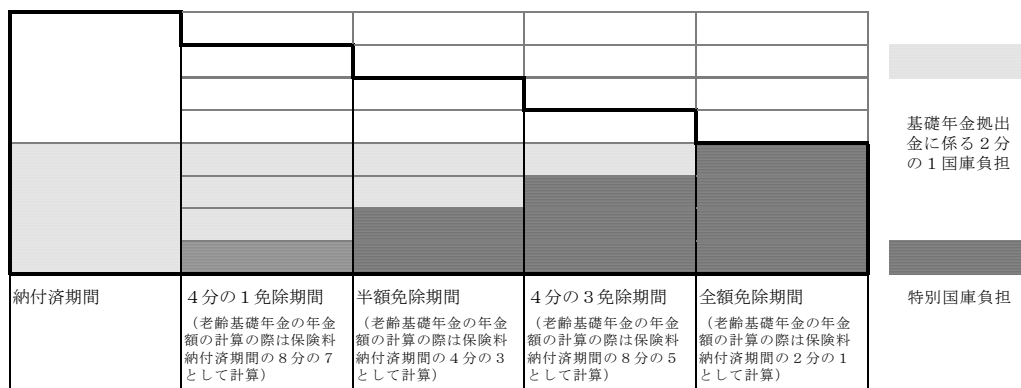 基礎年金拠出
金に係る２分
の１国庫負担
特別国庫負担
納付済期間
４分の１免除期間
（老齢基礎年金の年金
額の計算の際は保険料
納付済期間の８分の７
として計算）
半額免除期間
（老齢基礎年金の年金
額の計算の際は保険料
納付済期間の４分の３
として計算）
４分の３免除期間
（老齢基礎年金の年金
額の計算の際は保険料
納付済期間の８分の５
として計算）
全額免除期間
（老齢基礎年金の年金
額の計算の際は保険料
納付済期間の２分の１
として計算）